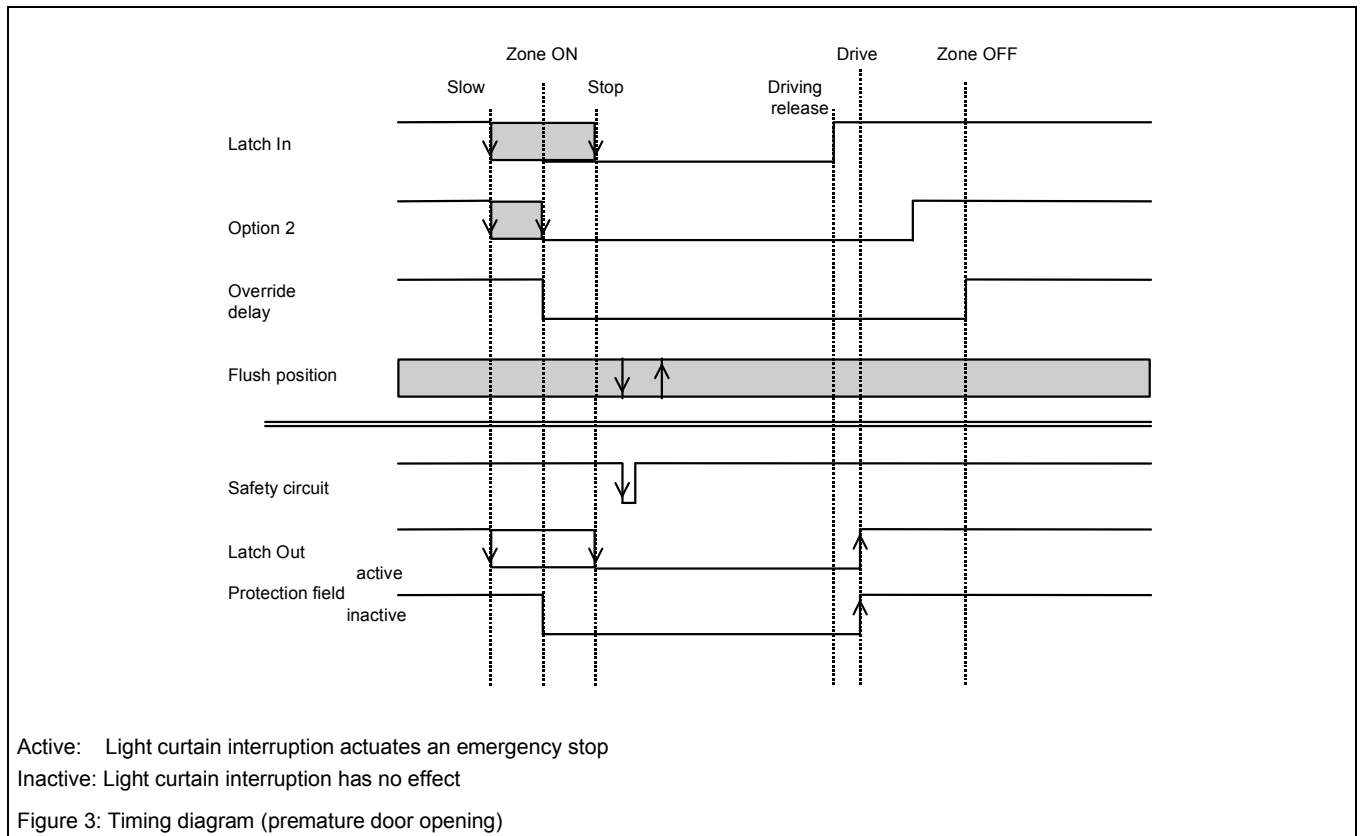 Zone ON
Drive
Zone OFF
Slow
Stop
Driving
release
Latch In
Option 2
Override
delay
Flush position
Safety circuit
Latch Out
active
Protection field
inactive
Active: Light curtain interruption actuates an emergency stop
Inactive: Light curtain interruption has no effect
Figure 3: Timing diagram (premature door opening)